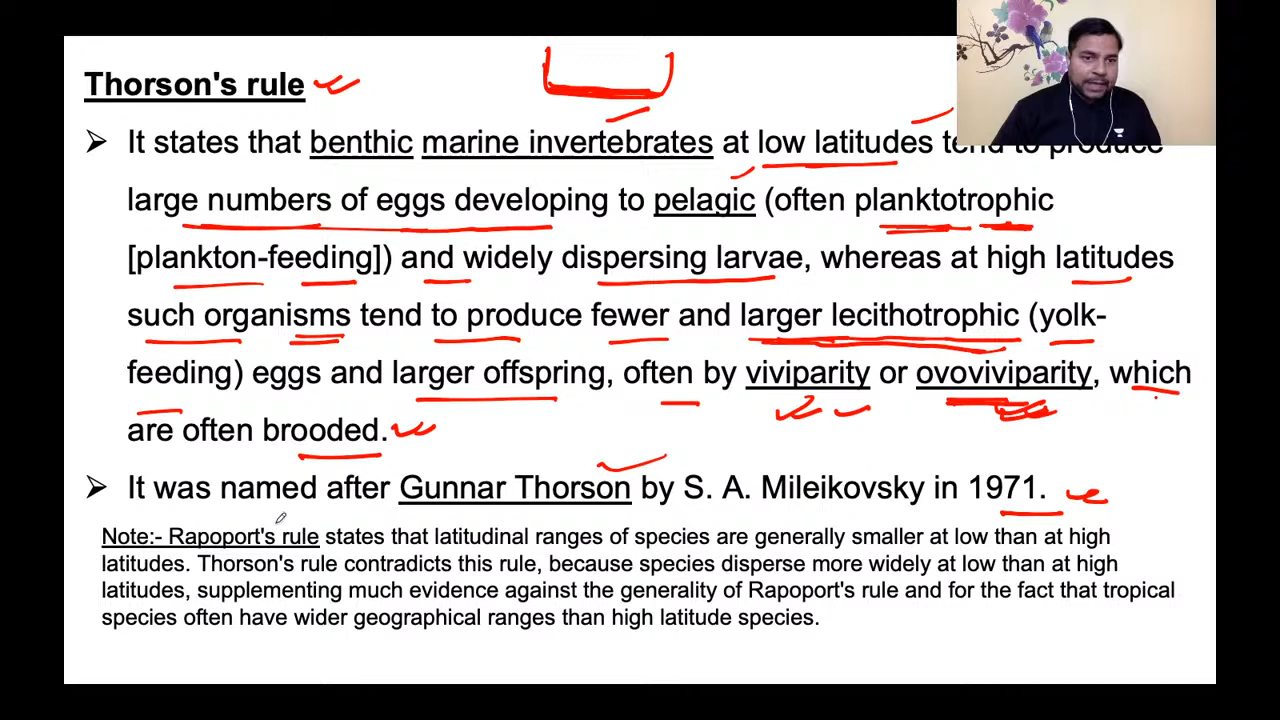 Thorson's rule
➢ It states that benthic marine invertebrates at low latitudes tend to produce
large numbers of eggs developing to pelagic (often planktotrophic
[plankton-feeding]) and widely dispersing larvae, whereas at high latitudes
such organisms tend to produce fewer and larger lecithotrophic (yolk-
feeding) eggs and larger offspring, often by viviparity or ovoviviparity, which
are often brooded.
➢ It was named after Gunnar Thorson by S. A. Mileikovsky in 1971.
Note:- Rapoport's rule states that latitudinal ranges of species are generally smaller at low than at high
latitudes. Thorson's rule contradicts this rule, because species disperse more widely at low than at high
latitudes, supplementing much evidence against the generality of Rapoport's rule and for the fact that tropical
species often have wider geographical ranges than high latitude species.